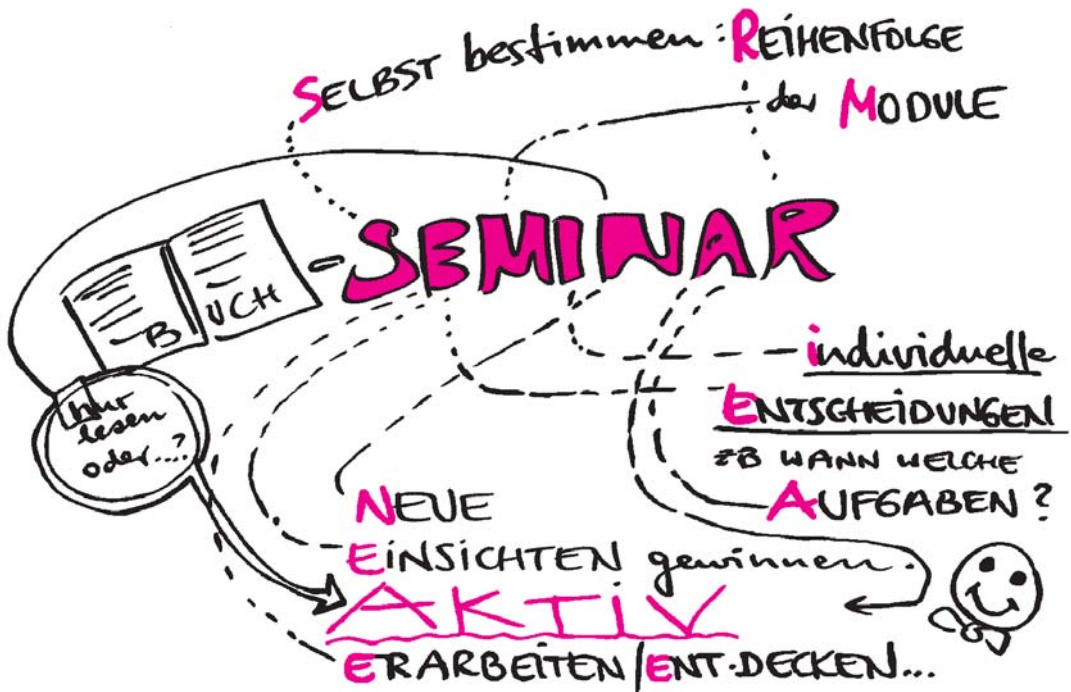 SELBST bestimmen: REIHENFOLGE
der MODULE
BUCH-SEMINAR
individuelle
ENTSCHEIDUNGEN
zB WANN WELCHE
AUFGABEN?
nur
lesen
oder....?
NEUE
EINSICHTEN gewinnen.
AKTiV
ERARBEITEN/ENT-DECKEN...